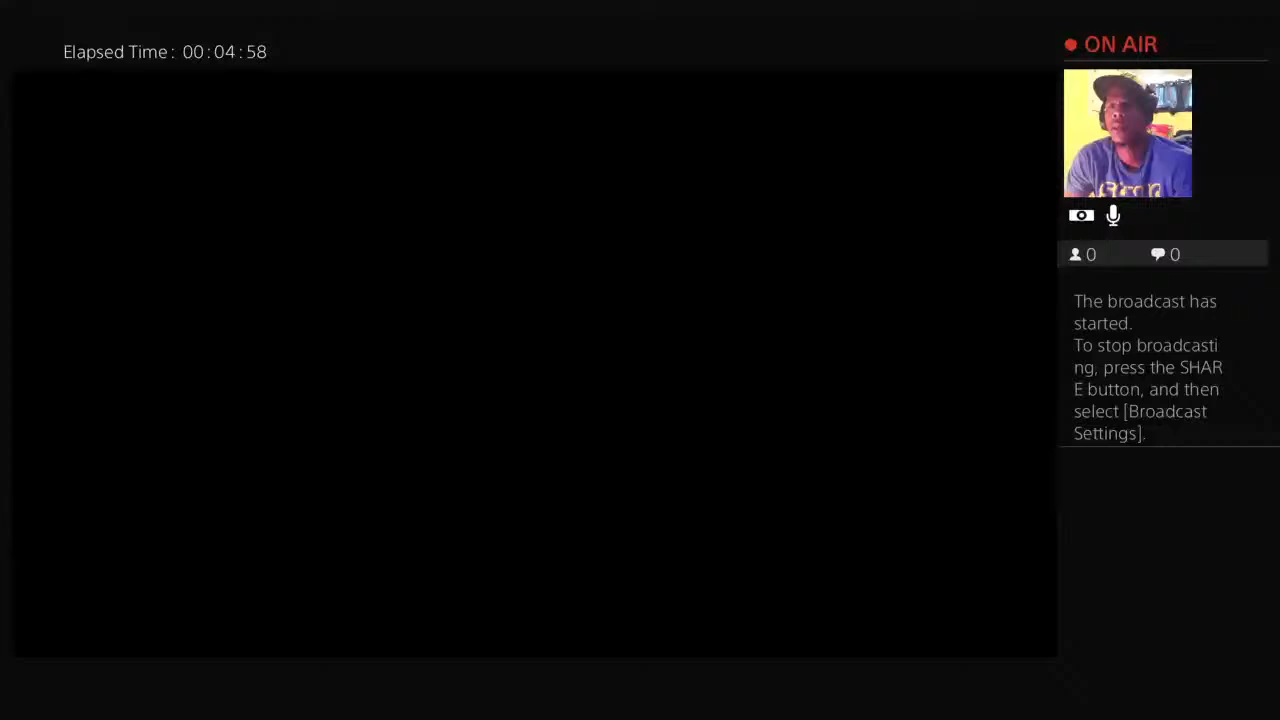 Elapsed Time: 00:04:58
ON AIR
0
0
The broadcast has
started.
To stop broadcasti
ng, press the SHAR
E button, and then
select [Broadcast
Settings].